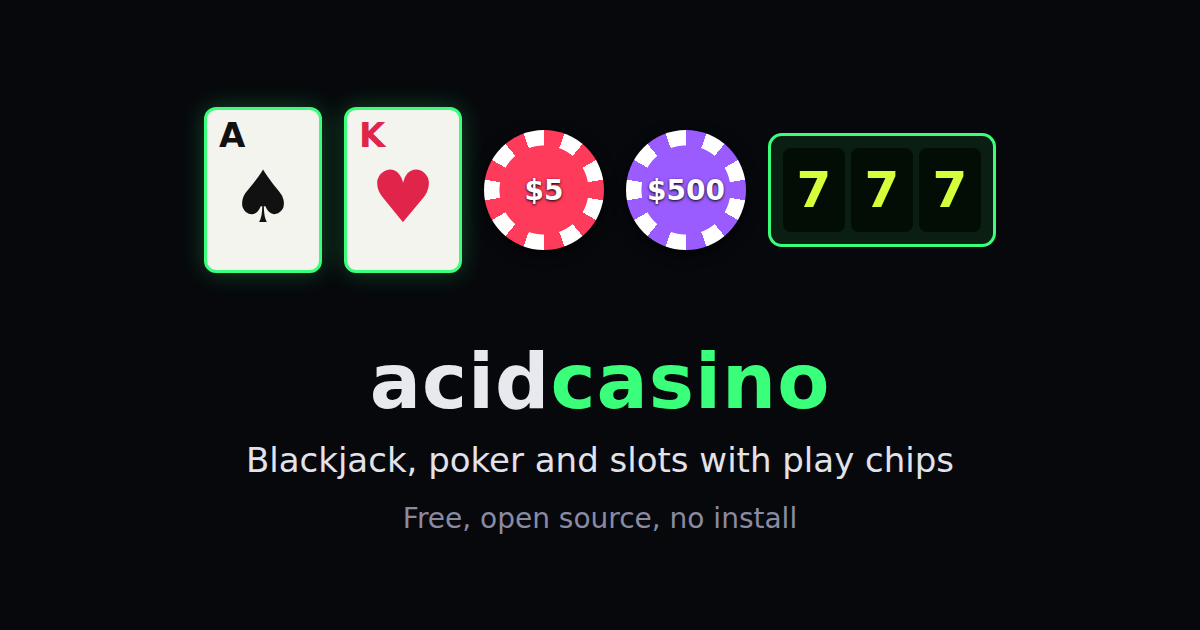 A K $5 $500 7 7 7
acidcasino
Blackjack, poker and slots with play chips
Free, open source, no install